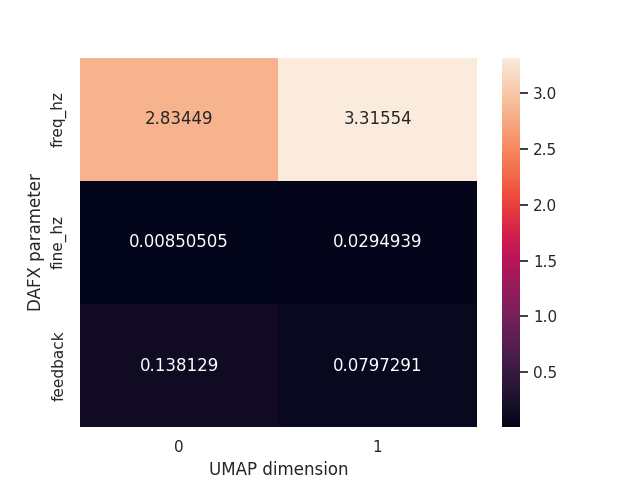 freq_hz
2.83449
3.31554
fine_hz
0.00850505
0.0294939
feedback
0.138129
0.0797291
DAFX parameter
0
1
UMAP dimension
3.0
2.5
2.0
1.5
1.0
0.5